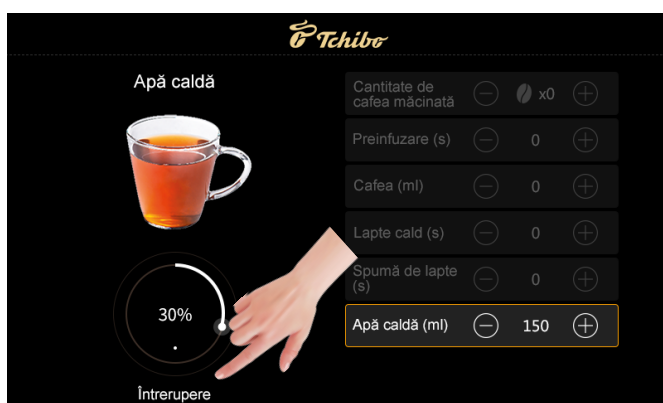 Tchibo
Apă caldă
Cantitate de
cafea măcinată
x0
Preinfuzare (s)
0
Cafea (ml)
0
Lapte cald (s)
0
Spumă de lapte
(s)
0
30%
Apă caldă (ml)
150
Întrerupere